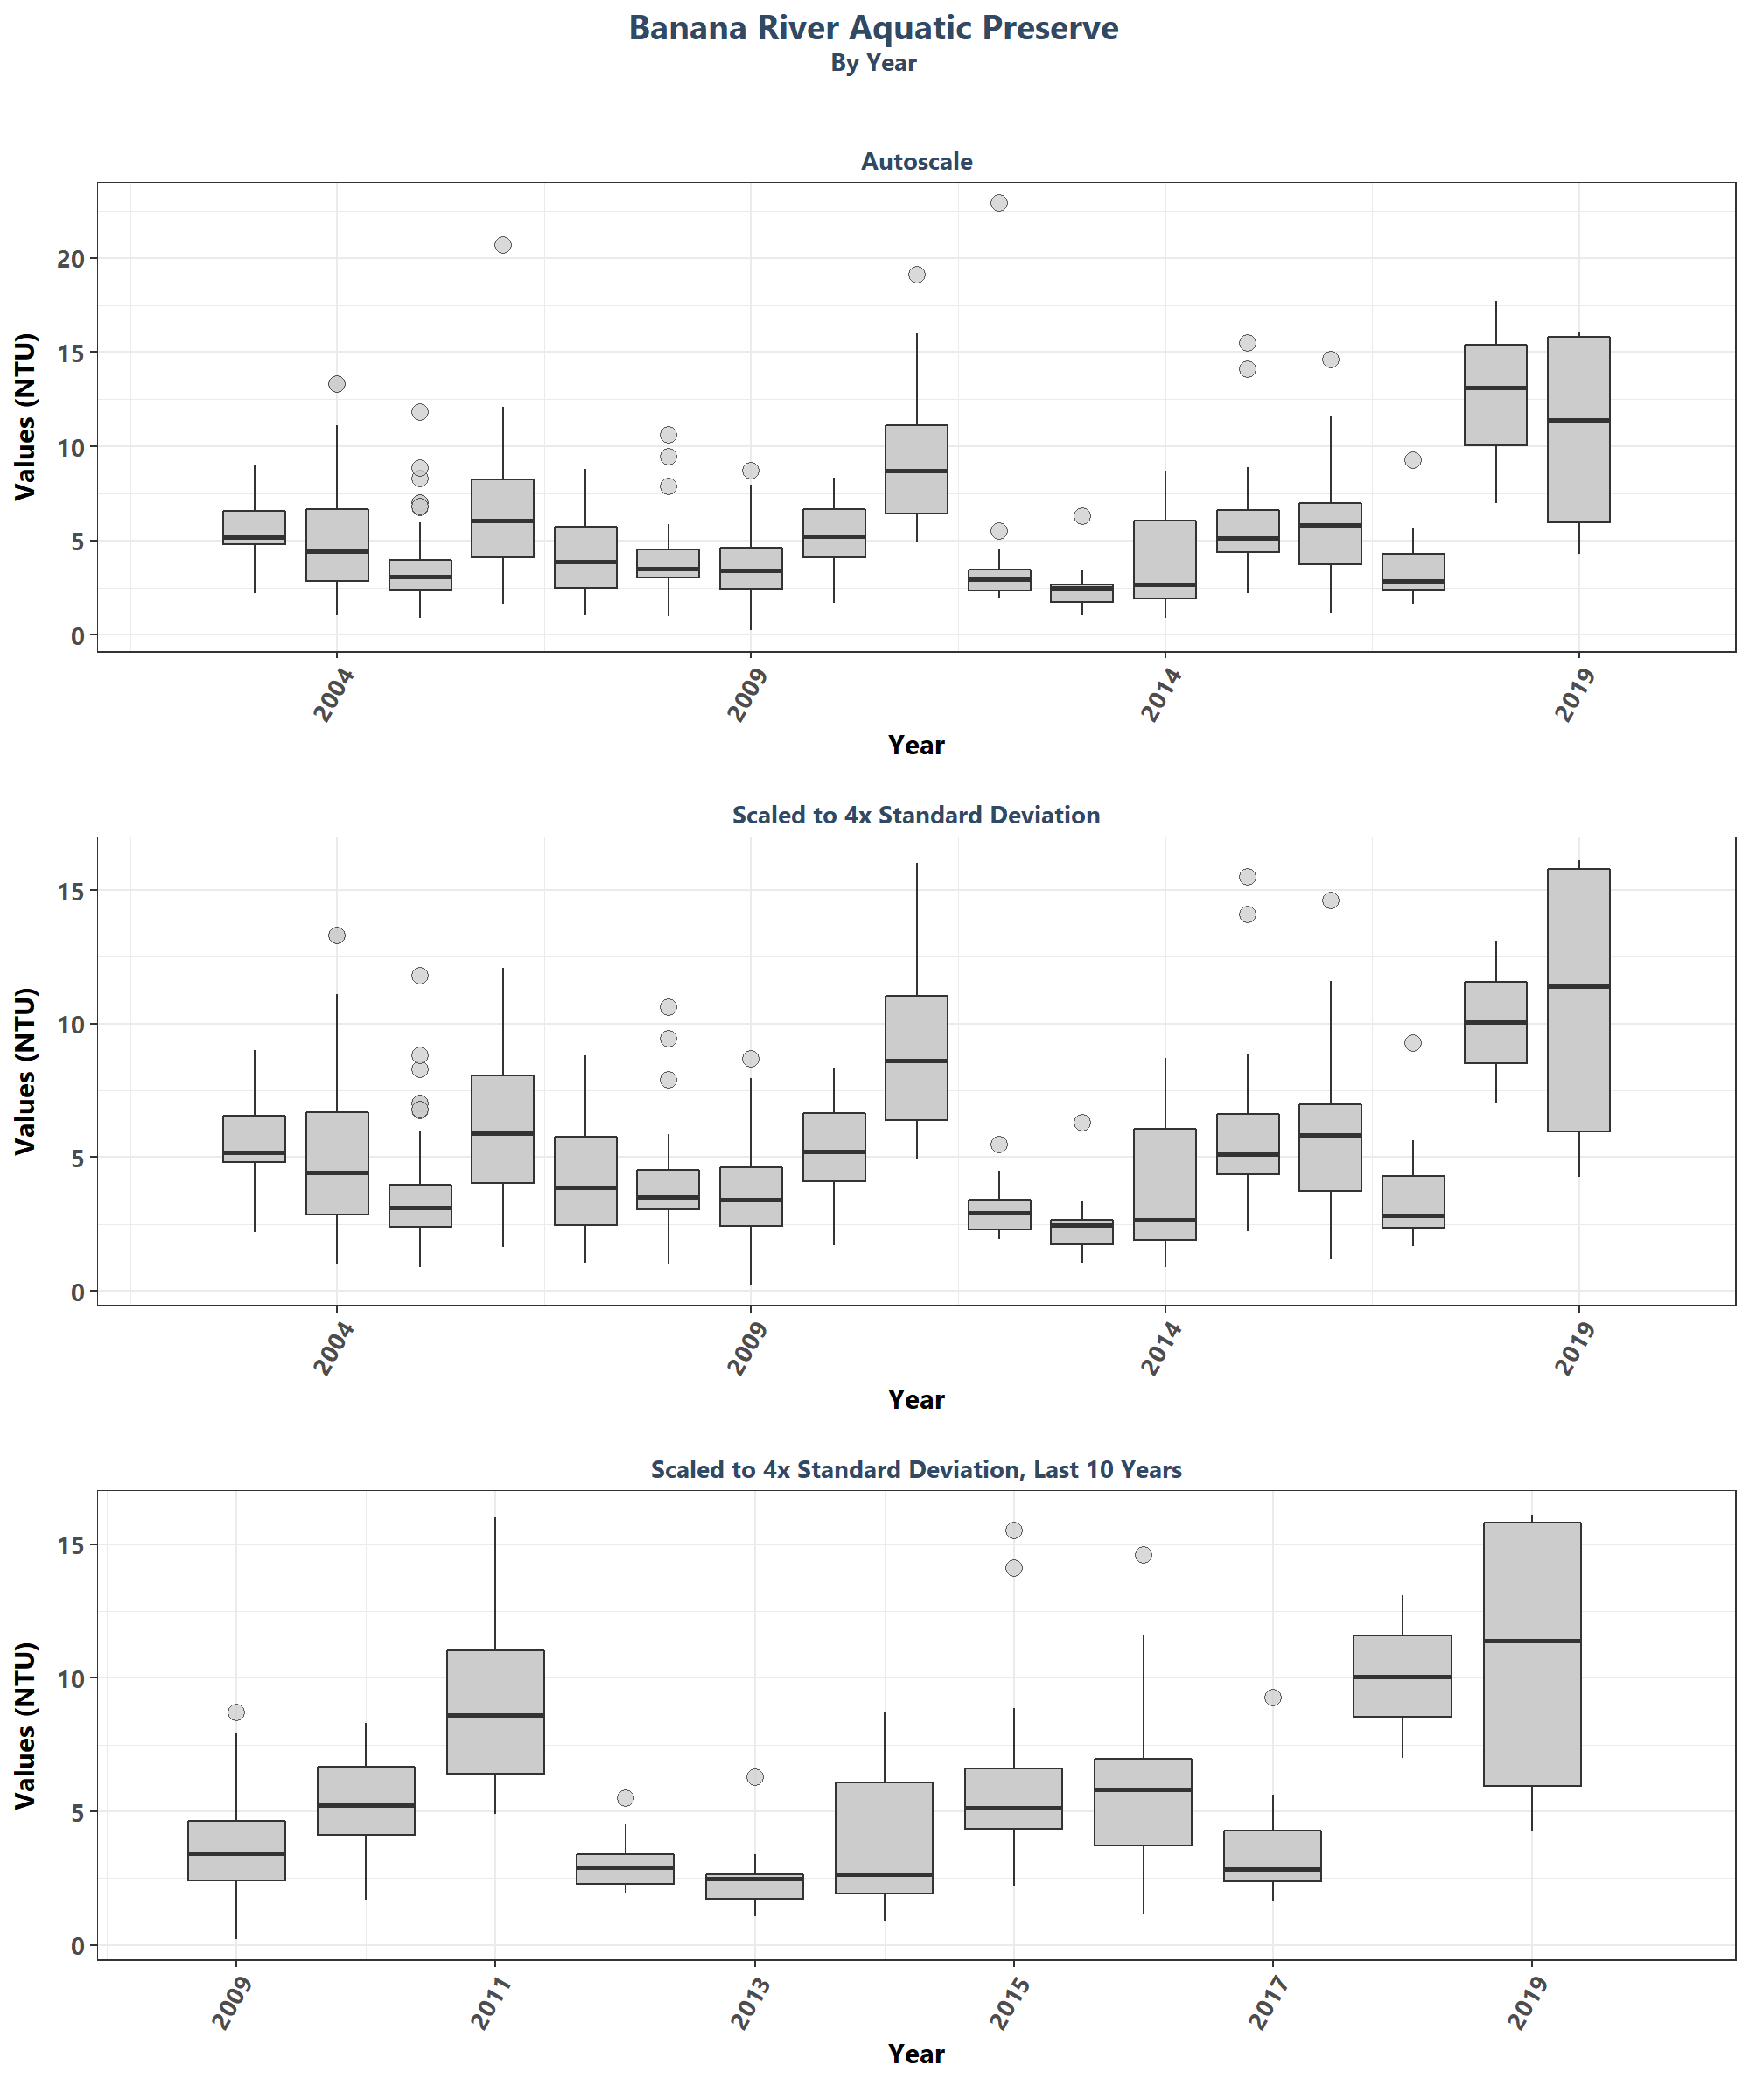 Banana River Aquatic Preserve
By Year
Autoscale
Values (NTU)
20
15
10
5
0
2004 2009 2014 2019
Year
Scaled to 4x Standard Deviation
Values (NTU)
15
10
5
0
2004 2009 2014 2019
Year
Scaled to 4x Standard Deviation, Last 10 Years
Values (NTU)
15
10
5
0
2009 2011 2013 2015 2017 2019
Year